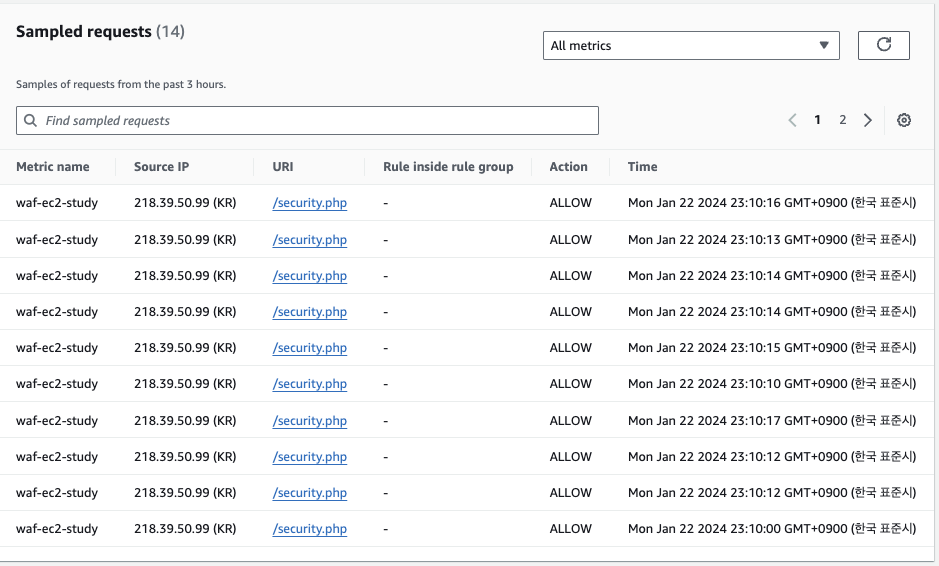 Sampled requests (14)
All metrics
Samples of requests from the past 3 hours.
Find sampled requests
1 2
Metric name Source IP URI Rule inside rule group Action Time
waf-ec2-study 218.39.50.99 (KR) /security.php - ALLOW Mon Jan 22 2024 23:10:16 GMT+0900 (한국 표준시)
waf-ec2-study 218.39.50.99 (KR) /security.php - ALLOW Mon Jan 22 2024 23:10:13 GMT+0900 (한국 표준시)
waf-ec2-study 218.39.50.99 (KR) /security.php - ALLOW Mon Jan 22 2024 23:10:14 GMT+0900 (한국 표준시)
waf-ec2-study 218.39.50.99 (KR) /security.php - ALLOW Mon Jan 22 2024 23:10:14 GMT+0900 (한국 표준시)
waf-ec2-study 218.39.50.99 (KR) /security.php - ALLOW Mon Jan 22 2024 23:10:15 GMT+0900 (한국 표준시)
waf-ec2-study 218.39.50.99 (KR) /security.php - ALLOW Mon Jan 22 2024 23:10:10 GMT+0900 (한국 표준시)
waf-ec2-study 218.39.50.99 (KR) /security.php - ALLOW Mon Jan 22 2024 23:10:17 GMT+0900 (한국 표준시)
waf-ec2-study 218.39.50.99 (KR) /security.php - ALLOW Mon Jan 22 2024 23:10:12 GMT+0900 (한국 표준시)
waf-ec2-study 218.39.50.99 (KR) /security.php - ALLOW Mon Jan 22 2024 23:10:12 GMT+0900 (한국 표준시)
waf-ec2-study 218.39.50.99 (KR) /security.php - ALLOW Mon Jan 22 2024 23:10:00 GMT+0900 (한국 표준시)